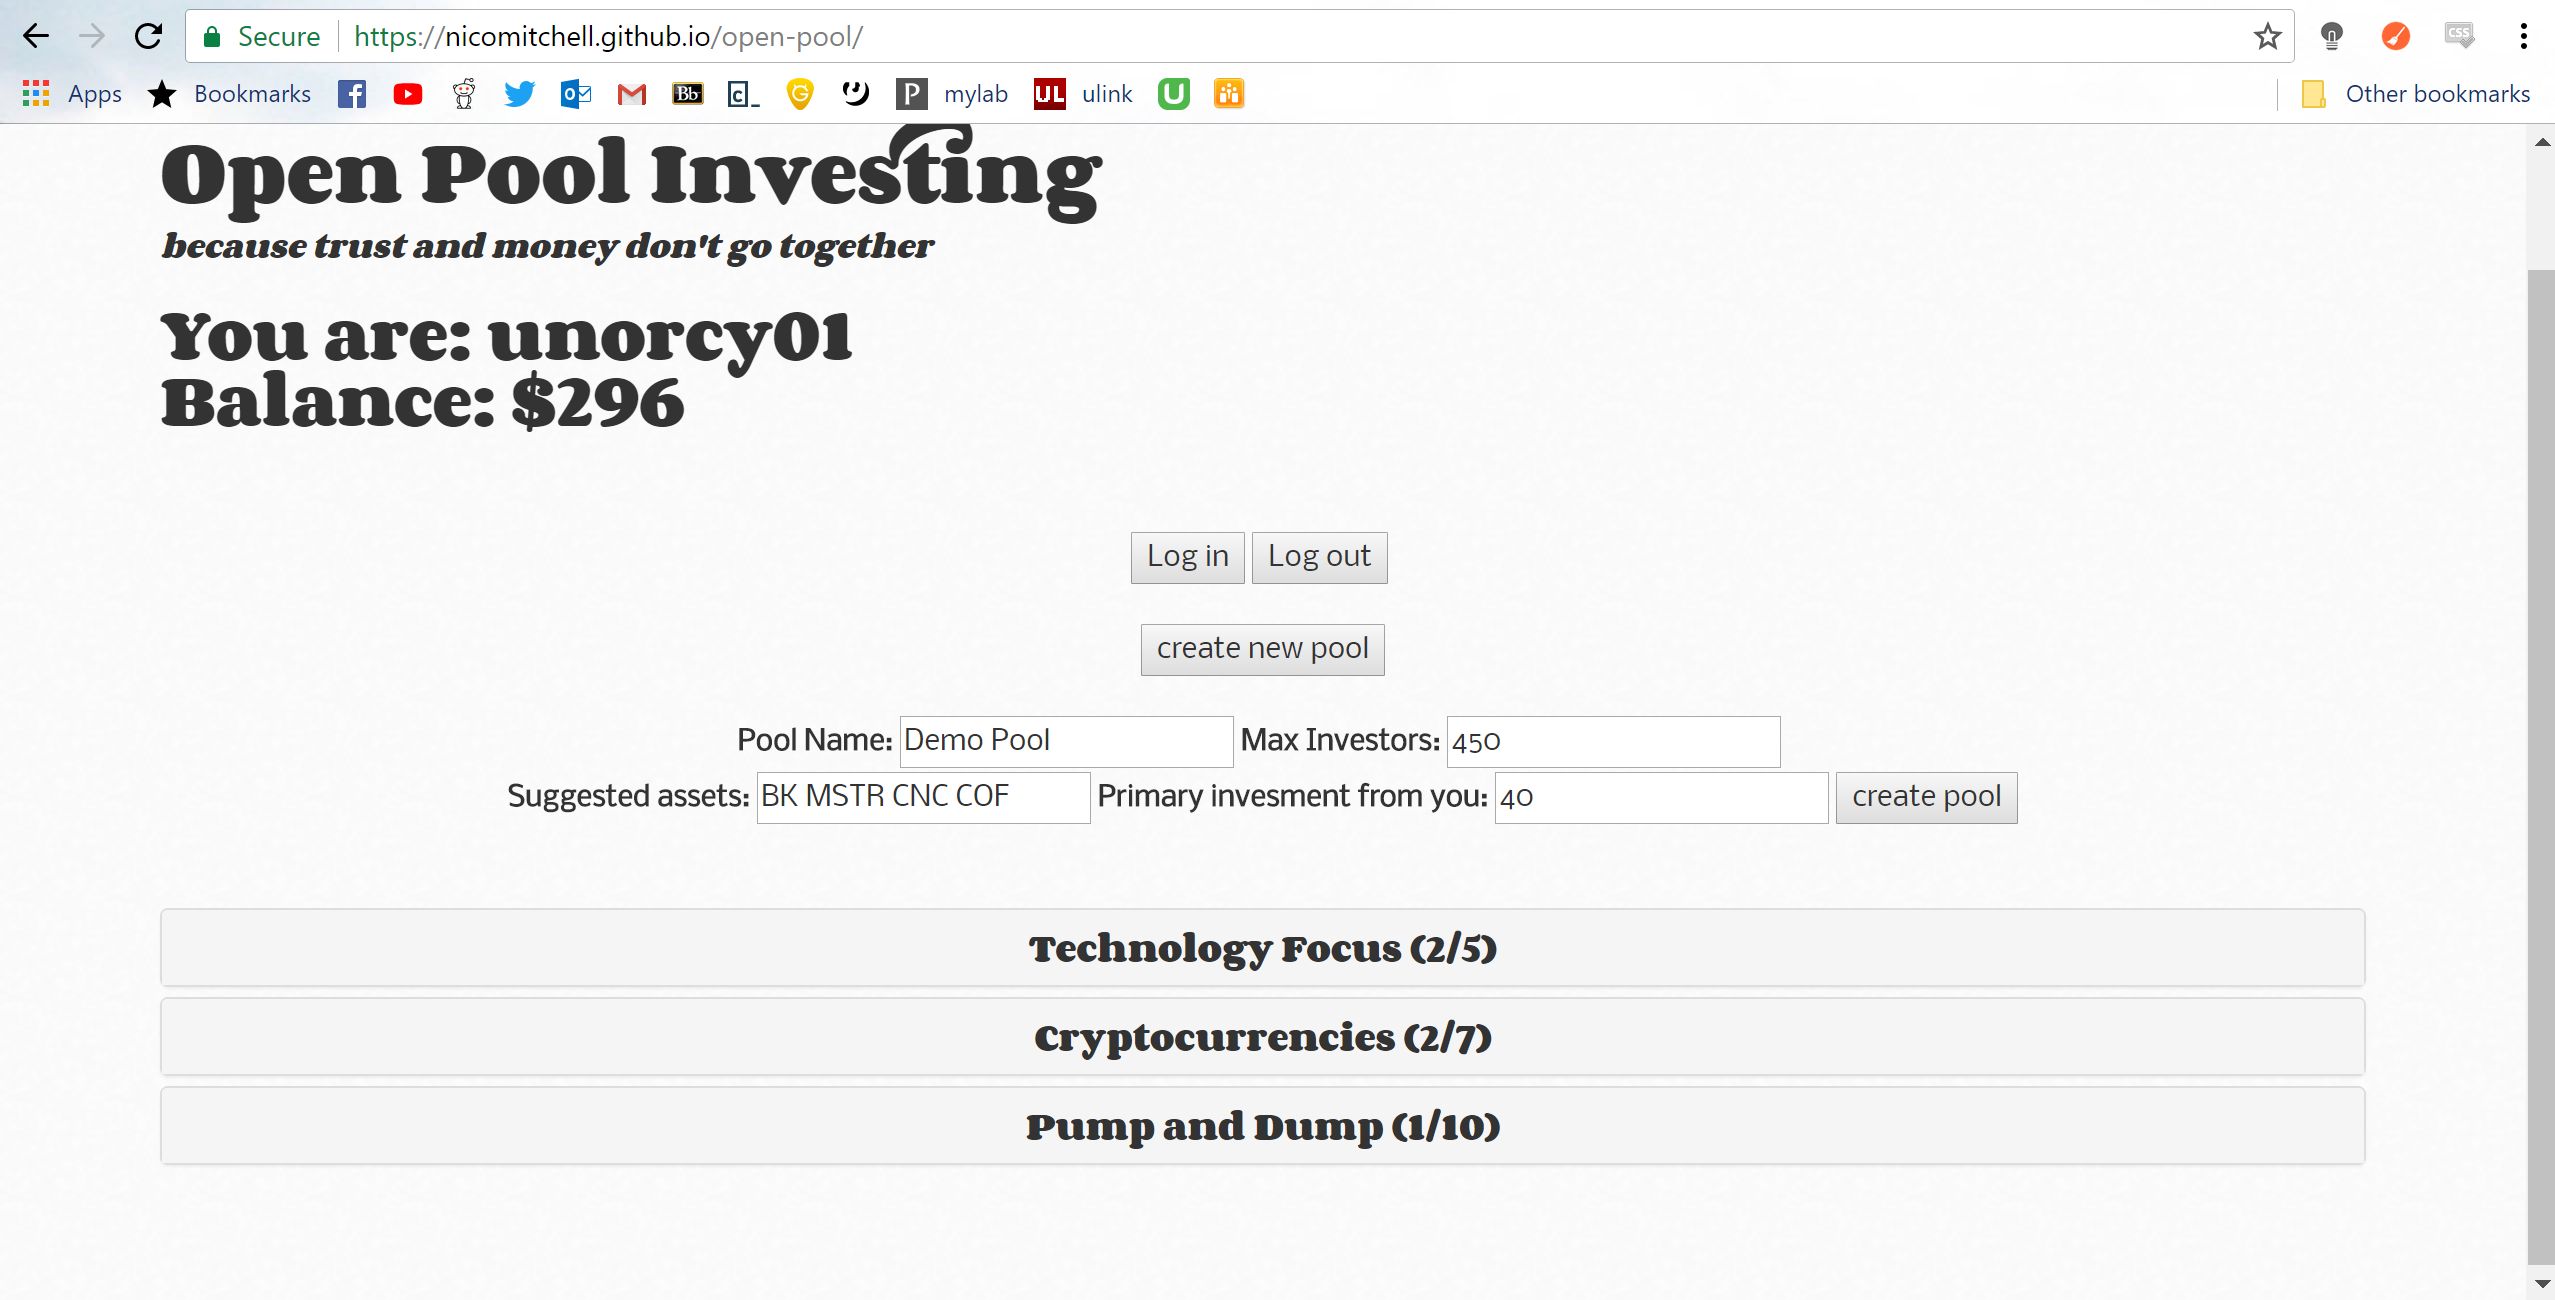 Secure https://nicomitchell.github.io/open-pool/
Apps Bookmarks Bb c_ P mylab UL ulink U Other bookmarks
Open Pool Investing
because trust and money don't go together
You are: unorcy01
Balance: $296
Log in Log out
create new pool
Pool Name: Demo Pool Max Investors: 450
Suggested assets: BK MSTR CNC COF Primary invesment from you: 40 create pool
Technology Focus (2/5)
Cryptocurrencies (2/7)
Pump and Dump (1/10)